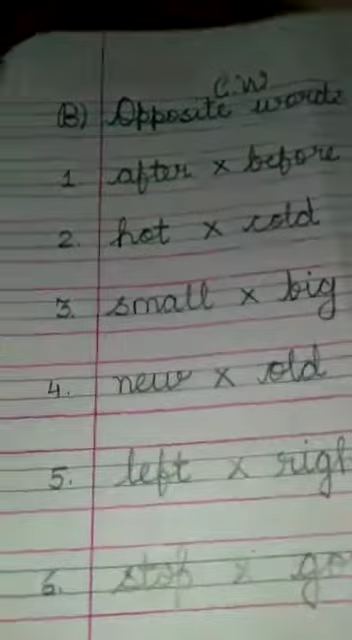 C.W
(B) Opposite words
1 after x before
2. hot x cold
3. small x big
4. new x old
5. left x righ
6. stop x go